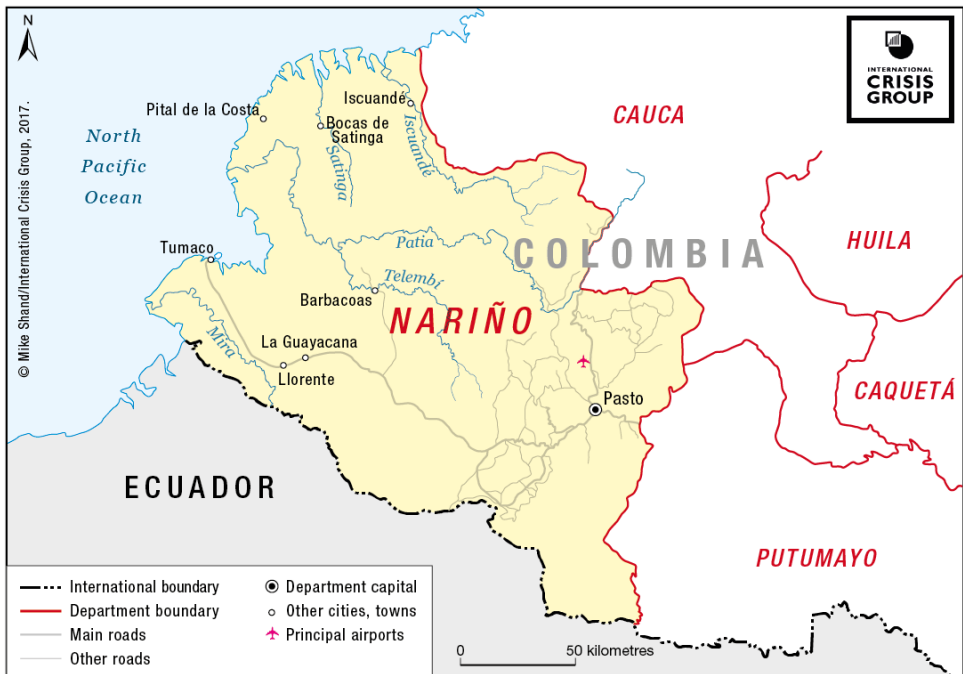 N
© Mike Shand/International Crisis Group, 2017.
INTERNATIONAL
CRISIS
GROUP
Pital de la Costa
Iscuandé
Bocas de
Satinga
Satinga
Iscuandé
CAUCA
North
Pacific
Ocean
Tumaco
Patia
COLOMBIA
HUILA
Telembí
Barbacoas
NARIÑO
Mira
La Guayacana
Llorente
Pasto
CAQUETÁ
ECUADOR
PUTUMAYO
International boundary
Department boundary
Main roads
Other roads
Department capital
Other cities, towns
Principal airports
0 50 kilometres